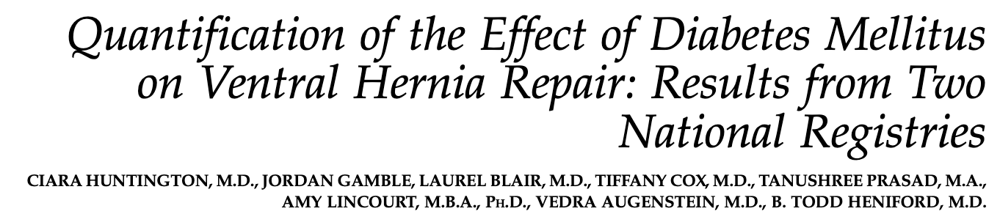 Quantification of the Effect of Diabetes Mellitus
on Ventral Hernia Repair: Results from Two
National Registries
CIARA HUNTINGTON, M.D., JORDAN GAMBLE, LAUREL BLAIR, M.D., TIFFANY COX, M.D., TANUSHREE PRASAD, M.A.,
AMY LINCOURT, M.B.A., PH.D., VEDRA AUGENSTEIN, M.D., B. TODD HENIFORD, M.D.